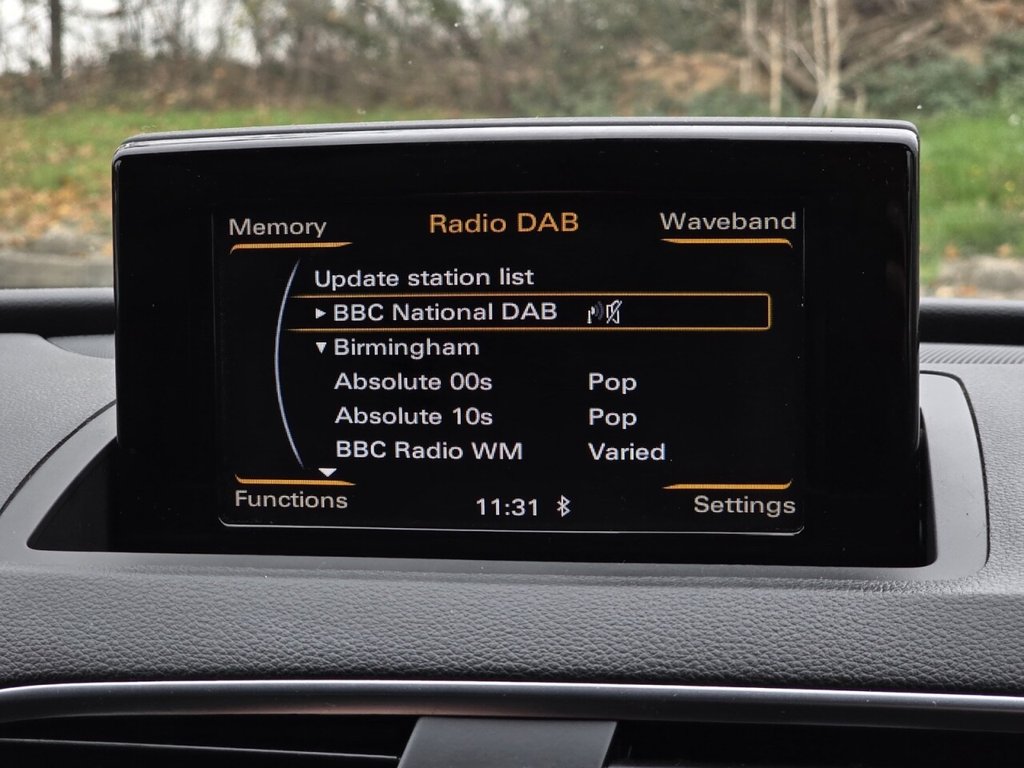 Memory Radio DAB Waveband
Update station list
BBC National DAB
Birmingham
Absolute 00s Pop
Absolute 10s Pop
BBC Radio WM Varied
Functions 11:31 Settings